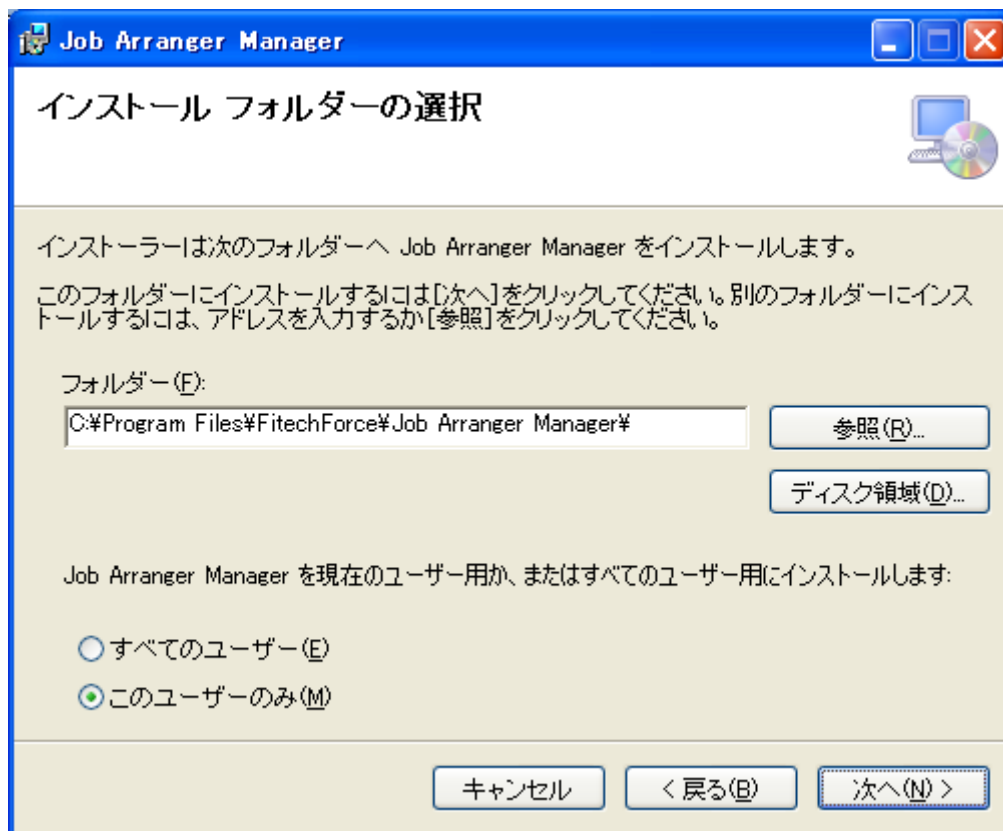 Job Arranger Manager
インストール フォルダーの選択
インストーラーは次のフォルダーへ Job Arranger Manager をインストールします。
このフォルダーにインストールするには[次へ]をクリックしてください。別のフォルダーにインス
トールするには、アドレスを入力するか[参照]をクリックしてください。
フォルダー(F):
C:¥Program Files¥FitechForce¥Job Arranger Manager¥
参照(R)...
ディスク領域(D)...
Job Arranger Manager を現在のユーザー用か、またはすべてのユーザー用にインストールします:
すべてのユーザー(E)
このユーザーのみ(M)
キャンセル
< 戻る(B)
次へ(N) >